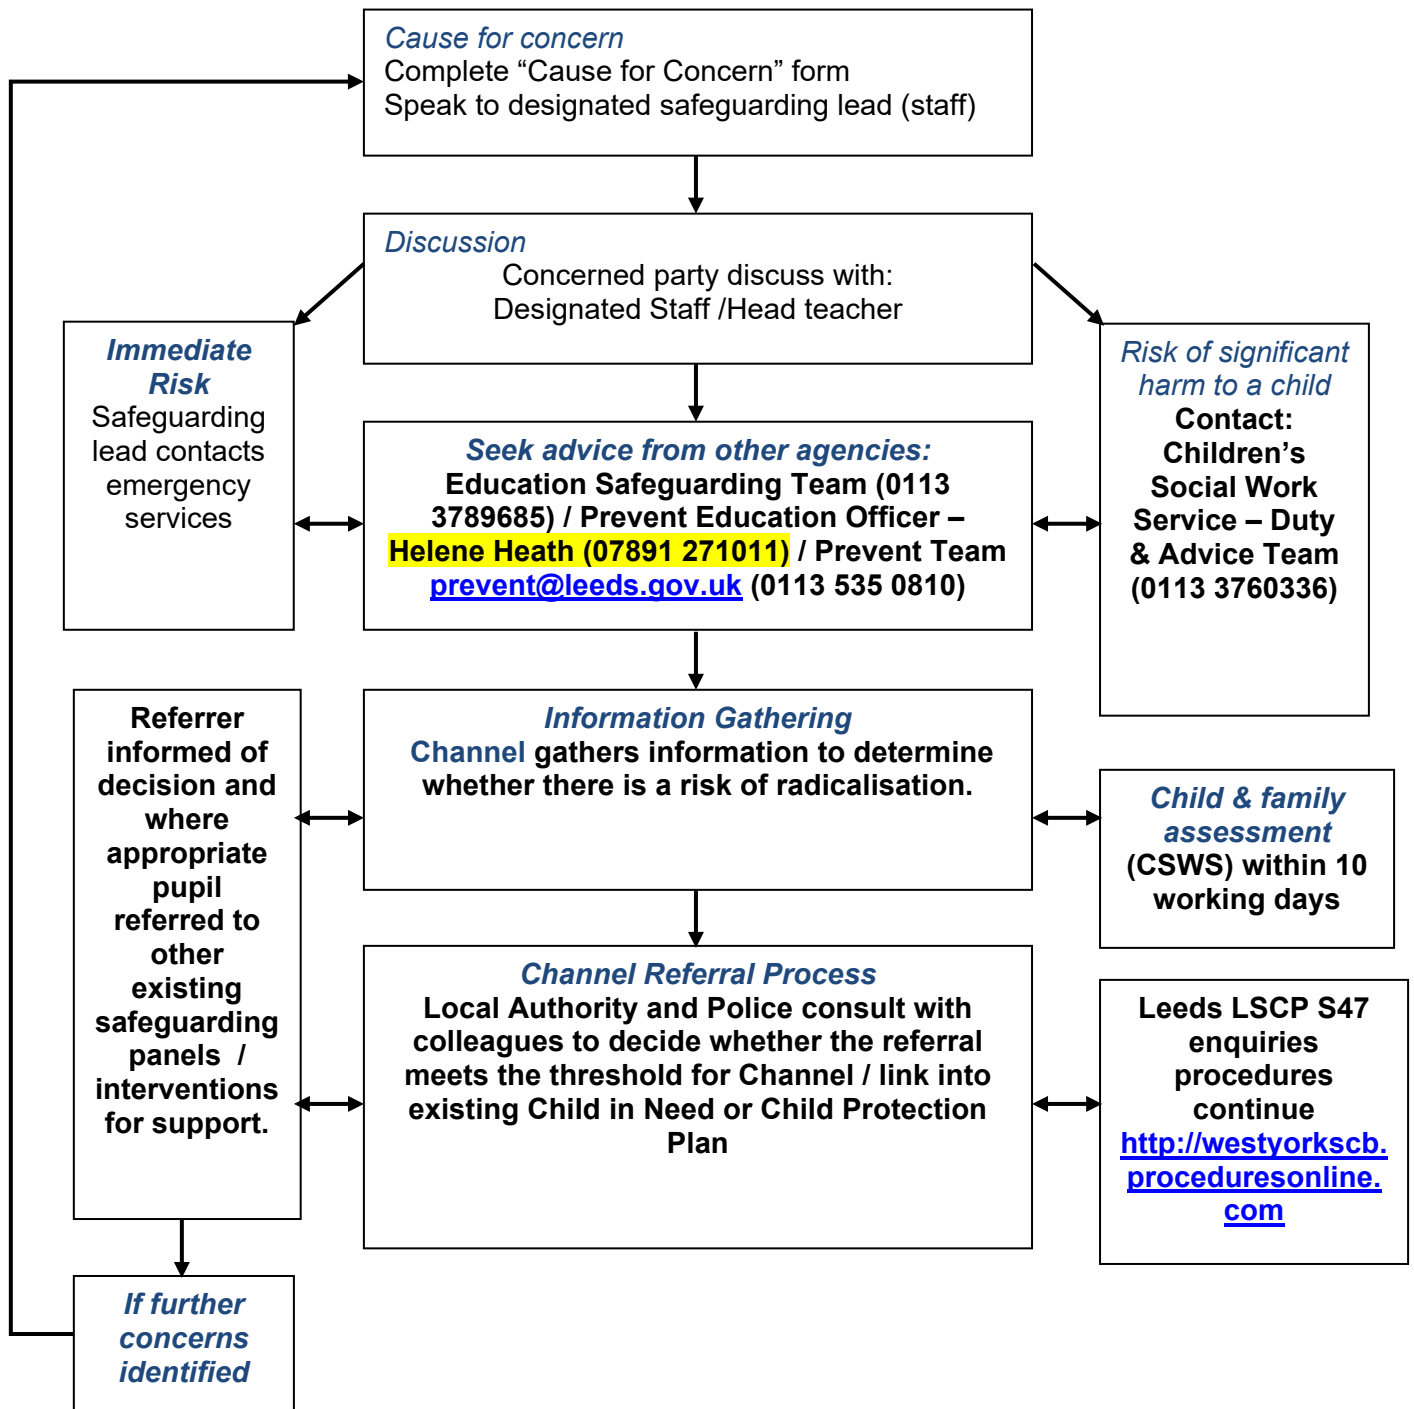 Cause for concern
Complete “Cause for Concern” form
Speak to designated safeguarding lead (staff)
Discussion
Concerned party discuss with:
Designated Staff /Head teacher
Immediate
Risk
Safeguarding
lead contacts
emergency
services
Seek advice from other agencies:
Education Safeguarding Team (0113
3789685) / Prevent Education Officer –
Helene Heath (07891 271011) / Prevent Team
prevent@leeds.gov.uk (0113 535 0810)
Risk of significant
harm to a child
Contact:
Children’s
Social Work
Service – Duty
& Advice Team
(0113 3760336)
Referrer
informed of
decision and
where
appropriate
pupil
referred to
other
existing
safeguarding
panels /
interventions
for support.
Information Gathering
Channel gathers information to determine
whether there is a risk of radicalisation.
Child & family
assessment
(CSWS) within 10
working days
Channel Referral Process
Local Authority and Police consult with
colleagues to decide whether the referral
meets the threshold for Channel / link into
existing Child in Need or Child Protection
Plan
Leeds LSCP S47
enquiries
procedures
continue
http://westyorkscb.
proceduresonline.
com
If further
concerns
identified